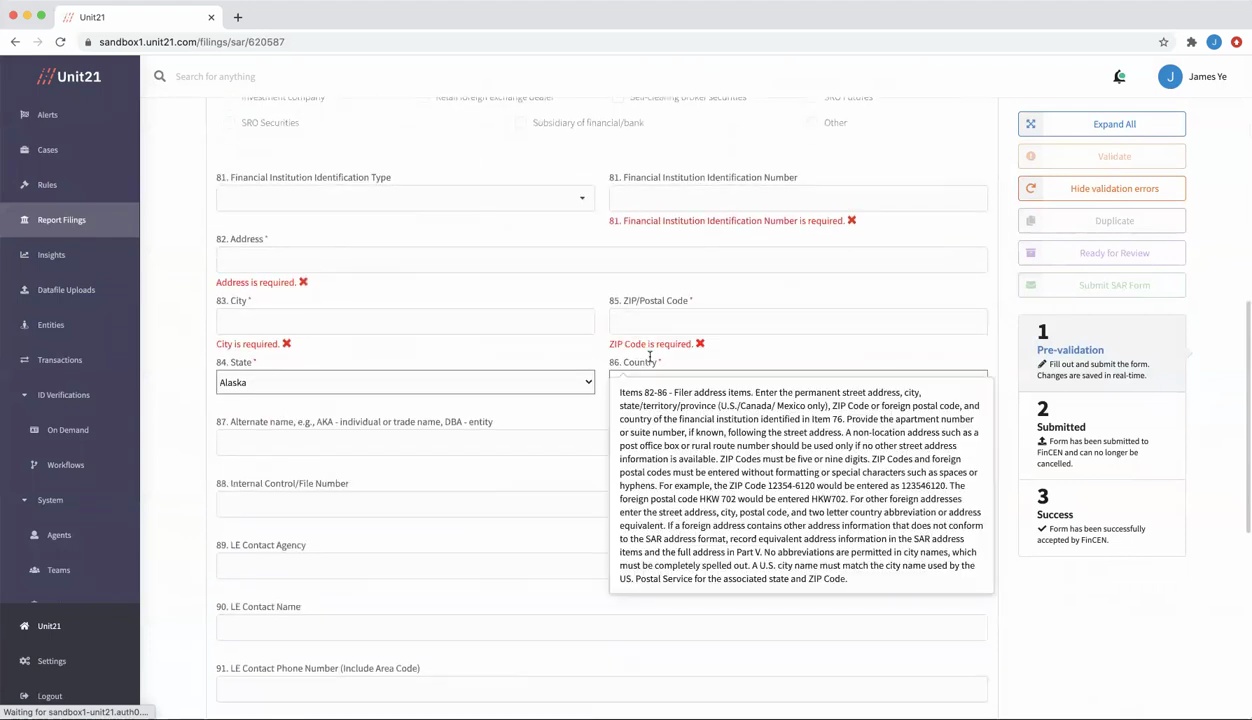 Unit21
sandbox1.unit21.com/filings/sar/620587
Unit21
Search for anything
J
James Ye
Alerts
Cases
Rules
Report Filings
Insights
Datafile Uploads
Entities
Transactions
ID Verifications
On Demand
Workflows
System
Agents
Teams
Unit21
Settings
Logout
Waiting for sandbox1-unit21.auth0....
Investment company
Retail foreign exchange dealer
Self-clearing broker securities
SRO Futures
SRO Securities
Subsidiary of financial/bank
Other
81. Financial Institution Identification Type
81. Financial Institution Identification Number
81. Financial Institution Identification Number is required.
82. Address *
Address is required.
83. City *
85. ZIP/Postal Code *
City is required.
ZIP Code is required.
84. State *
86. Country *
Alaska
Items 82-86 - Filer address items. Enter the permanent street address, city,
state/territory/province (U.S./Canada/ Mexico only), ZIP Code or foreign postal code, and
country of the financial institution identified in Item 76. Provide the apartment number
or suite number, if known, following the street address. A non-location address such as a
post office box or rural route number should be used only if no other street address
information is available. ZIP Codes must be five or nine digits. ZIP Codes and foreign
postal codes must be entered without formatting or special characters such as spaces or
hyphens. For example, the ZIP Code 12354-6120 would be entered as 123546120. The
foreign postal code HKW 702 would be entered HKW702. For other foreign addresses
enter the street address, city, postal code, and two letter country abbreviation or address
equivalent. If a foreign address contains other address information that does not conform
to the SAR address format, record equivalent address information in the SAR address
items and the full address in Part V. No abbreviations are permitted in city names, which
must be completely spelled out. A U.S. city name must match the city name used by the
US. Postal Service for the associated state and ZIP Code.
87. Alternate name, e.g., AKA - individual or trade name, DBA - entity
88. Internal Control/File Number
89. LE Contact Agency
90. LE Contact Name
91. LE Contact Phone Number (Include Area Code)
Expand All
Validate
Hide validation errors
Duplicate
Ready for Review
Submit SAR Form
1
Pre-validation
Fill out and submit the form.
Changes are saved in real-time.
2
Submitted
Form has been submitted to
FinCEN and can no longer be
cancelled.
3
Success
Form has been successfully
accepted by FinCEN.